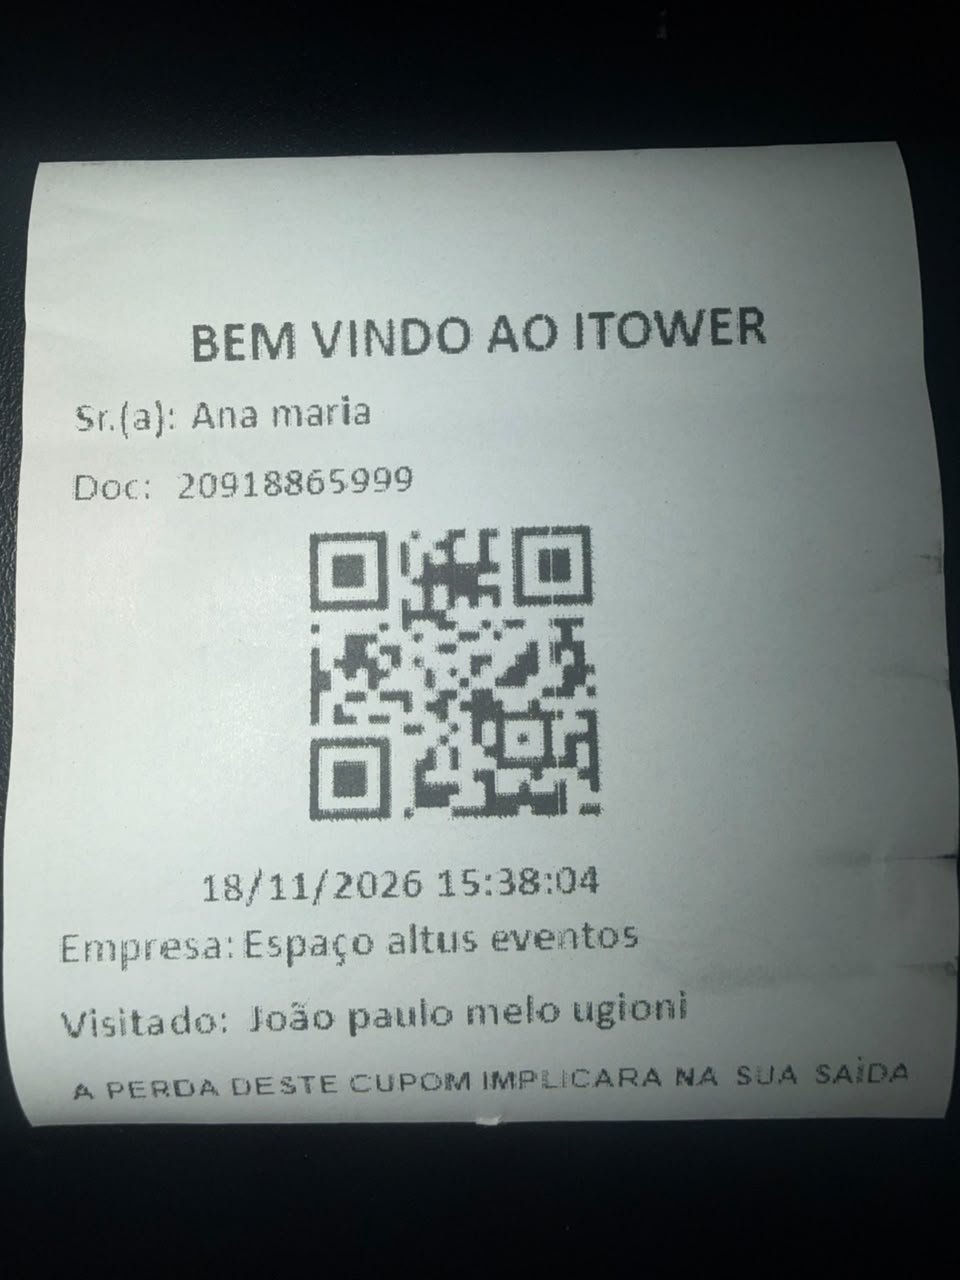 BEM VINDO AO ITOWER
Sr.(a): Ana maria
Doc: 20918865999
18/11/2026 15:38:04
Empresa: Espaço altus eventos
Visitado: João paulo melo ugioni
A PERDA DESTE CUPOM IMPLICARA NA SUA SAÍDA